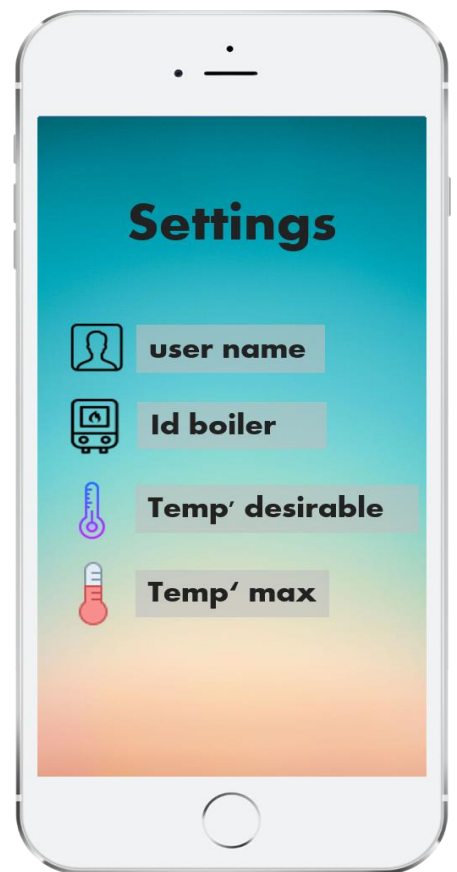 Settings
user name
Id boiler
Temp′ desirable
Temp‘ max